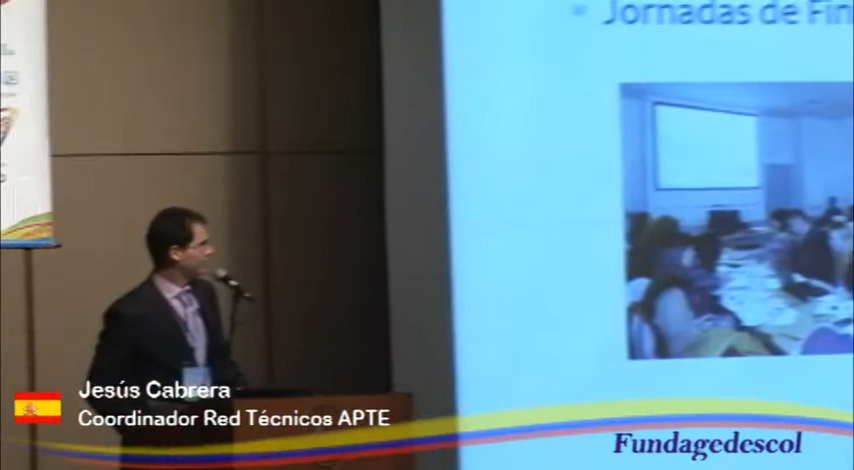 Jornadas de Fin
Jesús Cabrera
Coordinador Red Técnicos APTE
Fundagedescol